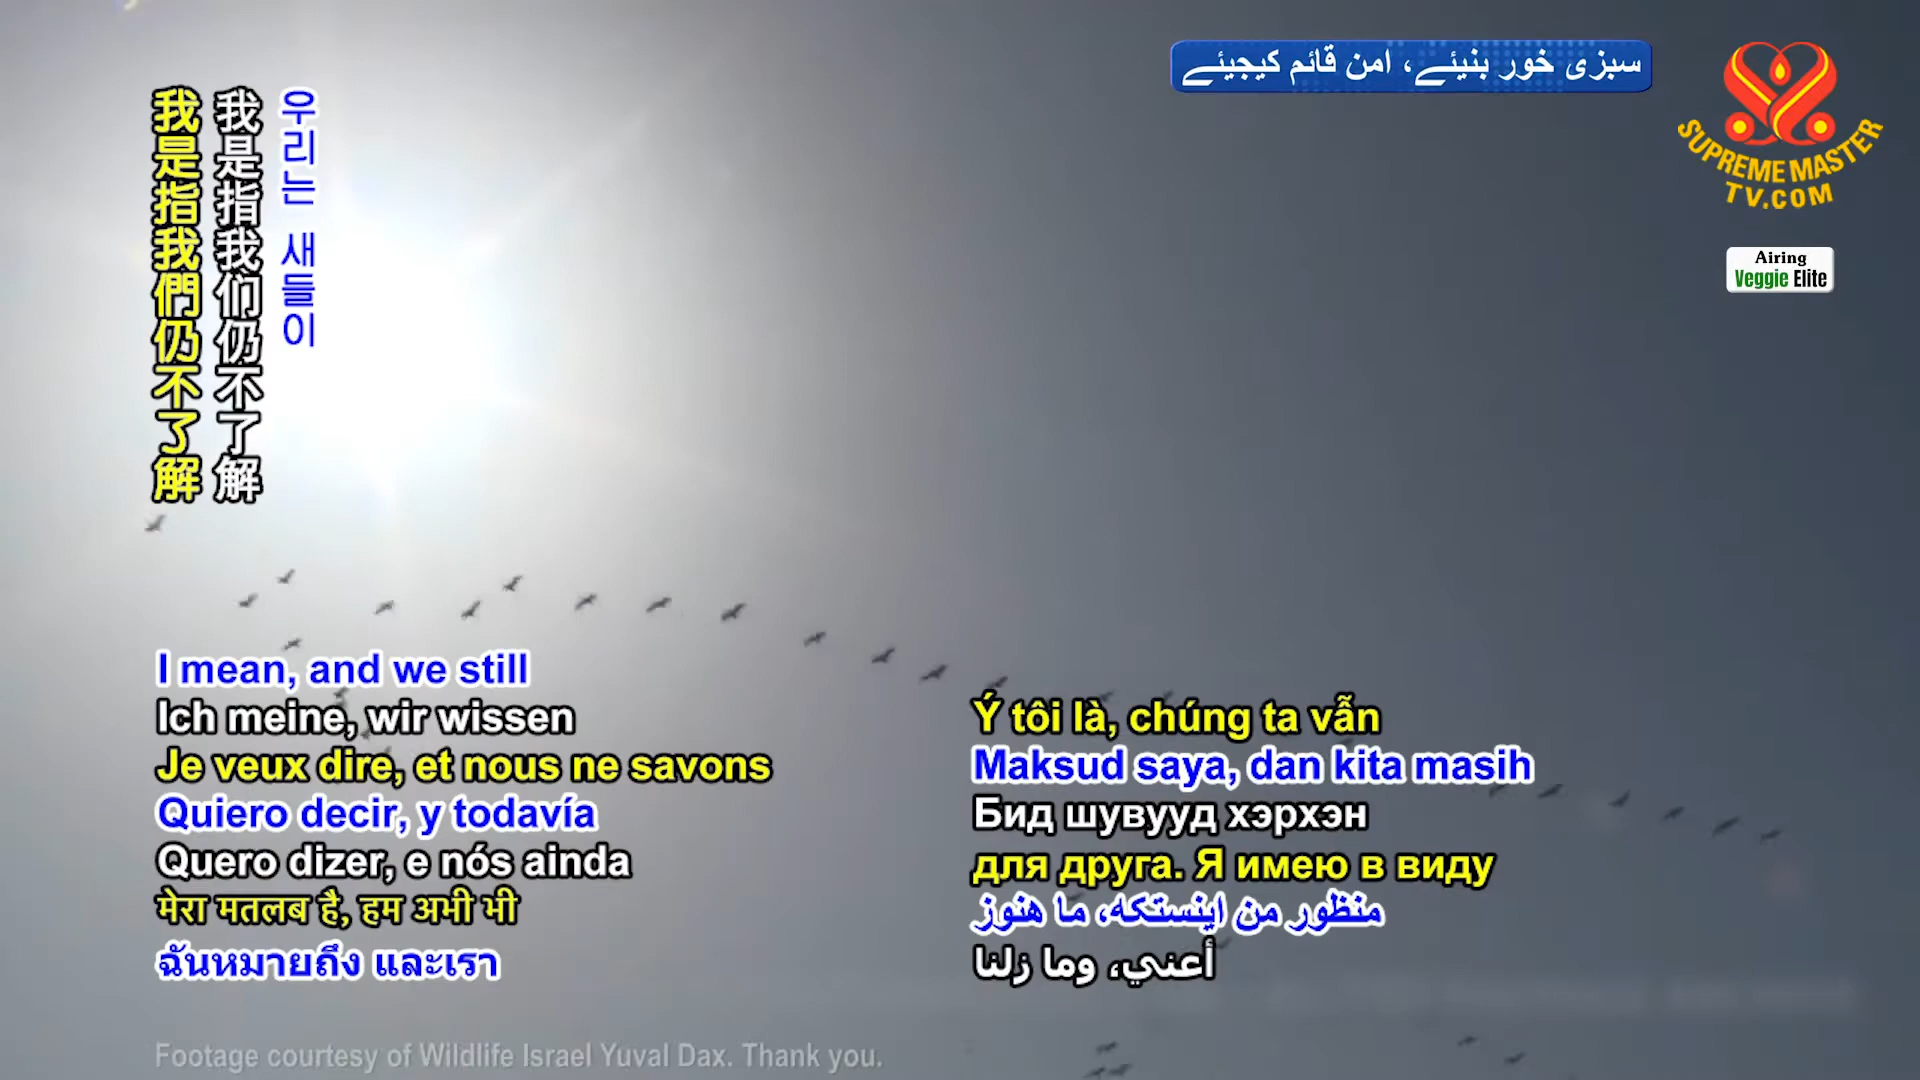 سبزی خور بنیئے، امن قائم کیجیئے
SUPREME MASTER
TV.COM
Airing
Veggie Elite
我是指我們仍不了解
我是指我们仍不了解
우리는 새들이
I mean, and we still
Ich meine, wir wissen
Je veux dire, et nous ne savons
Quiero decir, y todavía
Quero dizer, e nós ainda
मेरा मतलब है, हम अभी भी
ฉันหมายถึง และเรา
Ý tôi là, chúng ta vẫn
Maksud saya, dan kita masih
Бид шувууд хэрхэн
для друга. Я имею в виду
منظور من اینستکه، ما هنوز
أعني، وما زلنا
Footage courtesy of Wildlife Israel Yuval Dax. Thank you.